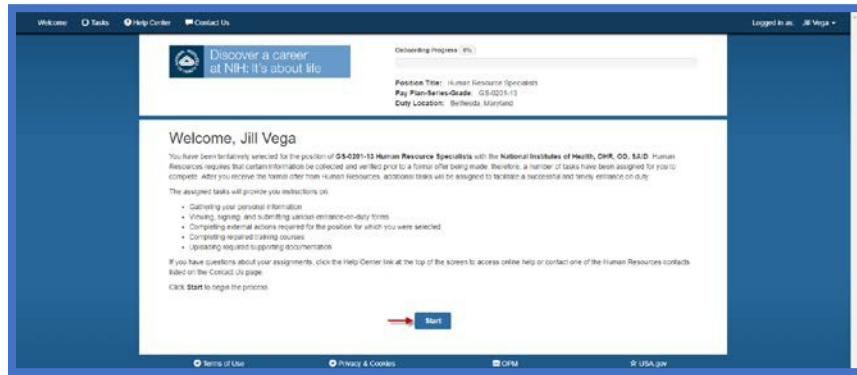 Welcome Tasks Help Center Contact Us Logged in as: Jill Vega
Discover a career
at NIH: It's about life
Onboarding Progress 0%
Position Title: Human Resource Specialists
Pay Plan-Series-Grade: GS-0201-13
Duty Location: Bethesda, Maryland
Welcome, Jill Vega
You have been tentatively selected for the position of GS-0201-13 Human Resource Specialists with the National Institutes of Health, OHR, OD, SAID. Human
Resources requires that certain information be collected and verified prior to a formal offer being made; therefore, a number of tasks have been assigned for you to
complete. After you receive the formal offer from Human Resources, additional tasks will be assigned to facilitate a successful and timely entrance on duty.
The assigned tasks will provide you instructions on:
• Gathering your personal information
• Viewing, signing, and submitting various entrance-on-duty forms
• Completing external actions required for the position for which you were selected
• Completing required training courses
• Uploading required supporting documentation
If you have questions about your assignments, click the Help Center link at the top of the screen to access online help or contact one of the Human Resources contacts
listed on the Contact Us page.
Click Start to begin the process.
Start
Terms of Use Privacy & Cookies OPM USA.gov